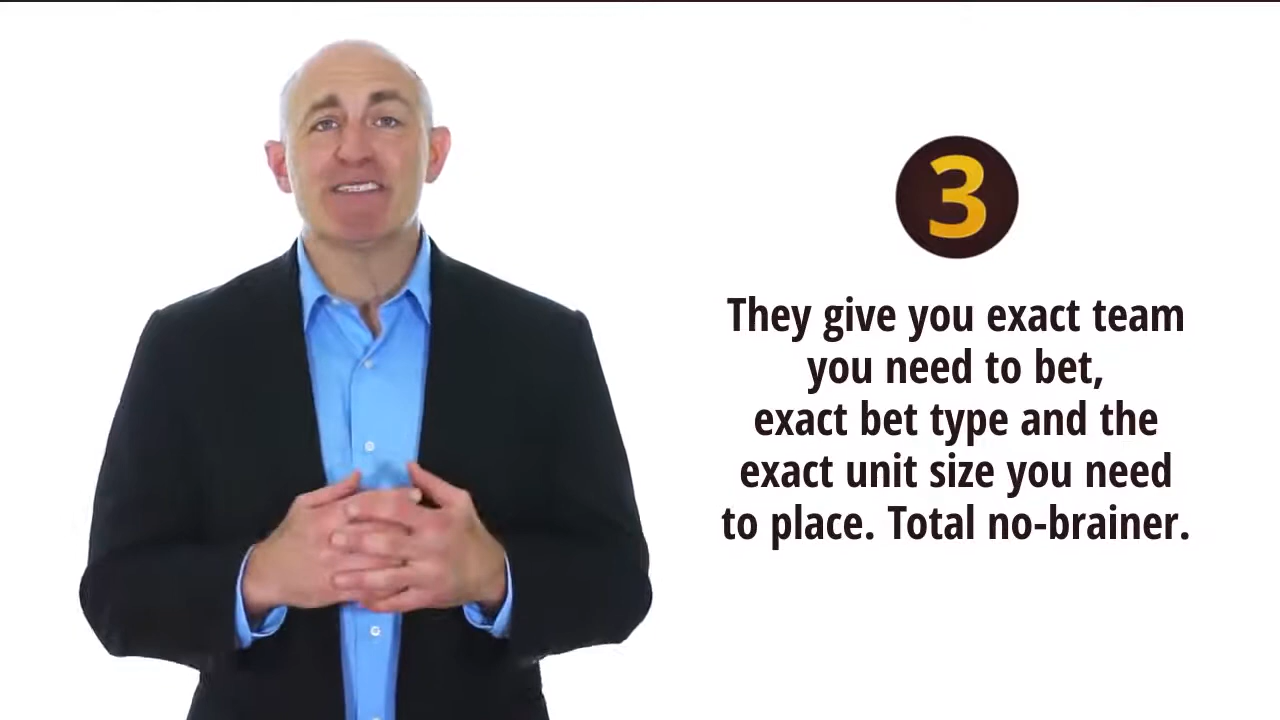 3
They give you exact team
you need to bet,
exact bet type and the
exact unit size you need
to place. Total no-brainer.